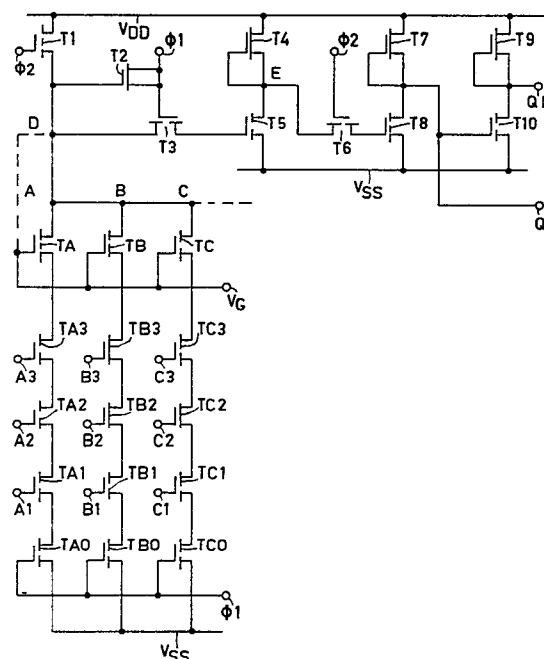 VDD
T1 T2 ϕ1 T4 ϕ2 T7 T9
ϕ2
E
Q1
D T3 T5 T6 T8 T10
VSS
A B C
Q
TA TB TC
VG
TA3 TB3 TC3
A3 B3 C3
TA2 TB2 TC2
A2 B2 C2
TA1 TB1 TC1
A1 B1 C1
TA0 TB0 TC0
ϕ1
VSS